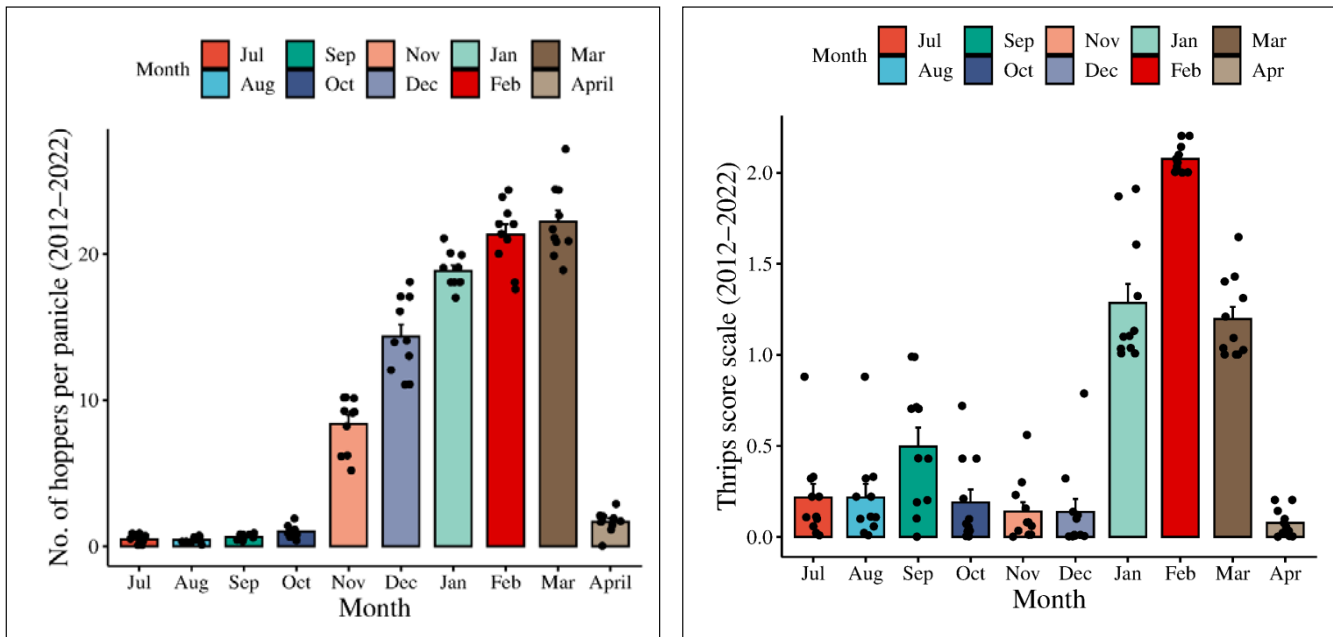 Month
Jul Sep Nov Jan Mar
Aug Oct Dec Feb April
No. of hoppers per panicle (2012–2022)
20
10
0
Jul Aug Sep Oct Nov Dec Jan Feb Mar April
Month
Month
Jul Sep Nov Jan Mar
Aug Oct Dec Feb Apr
Thrips score scale (2012–2022)
2.0
1.5
1.0
0.5
0.0
Jul Aug Sep Oct Nov Dec Jan Feb Mar Apr
Month